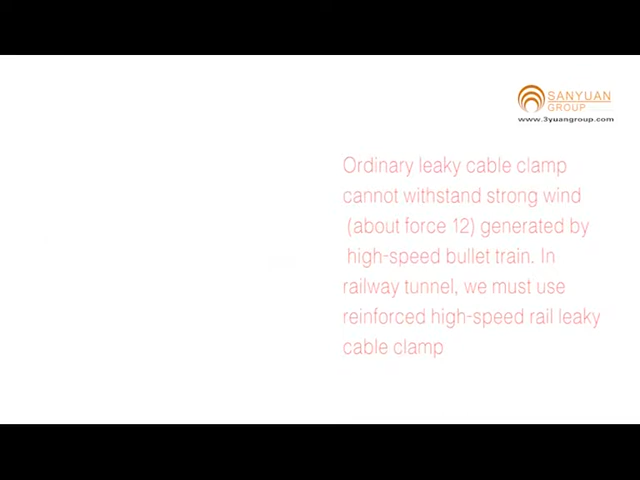 SANYUAN
GROUP
www.3yuangroup.com
Ordinary leaky cable clamp
cannot withstand strong wind
(about force 12) generated by
high-speed bullet train. In
railway tunnel, we must use
reinforced high-speed rail leaky
cable clamp